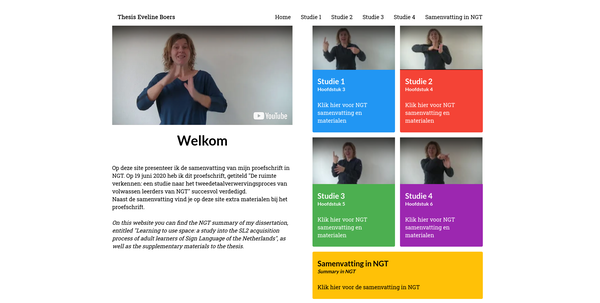 Thesis Eveline Boers
Home Studie 1 Studie 2 Studie 3 Studie 4 Samenvatting in NGT
YouTube
Welkom
Op deze site presenteer ik de samenvatting van mijn proefschrift in
NGT. Op 19 juni 2020 heb ik dit proefschrift, getiteld "De ruimte
verkennen: een studie naar het tweedetaalverwervingsproces van
volwassen leerders van NGT" succesvol verdedigd.
Naast de samenvatting vind je op deze site extra materialen bij het
proefschrift.
On this website you can find the NGT summary of my dissertation,
entitled "Learning to use space: a study into the SL2 acquisition
process of adult learners of Sign Language of the Netherlands", as
well as the supplementary materials to the thesis.
Studie 1
Hoofdstuk 3
Klik hier voor NGT
samenvatting en
materialen
Studie 2
Hoofdstuk 4
Klik hier voor NGT
samenvatting en
materialen
Studie 3
Hoofdstuk 5
Klik hier voor NGT
samenvatting en
materialen
Studie 4
Hoofdstuk 6
Klik hier voor NGT
samenvatting en
materialen
Samenvatting in NGT
Summary in NGT
Klik hier voor de samenvatting in NGT